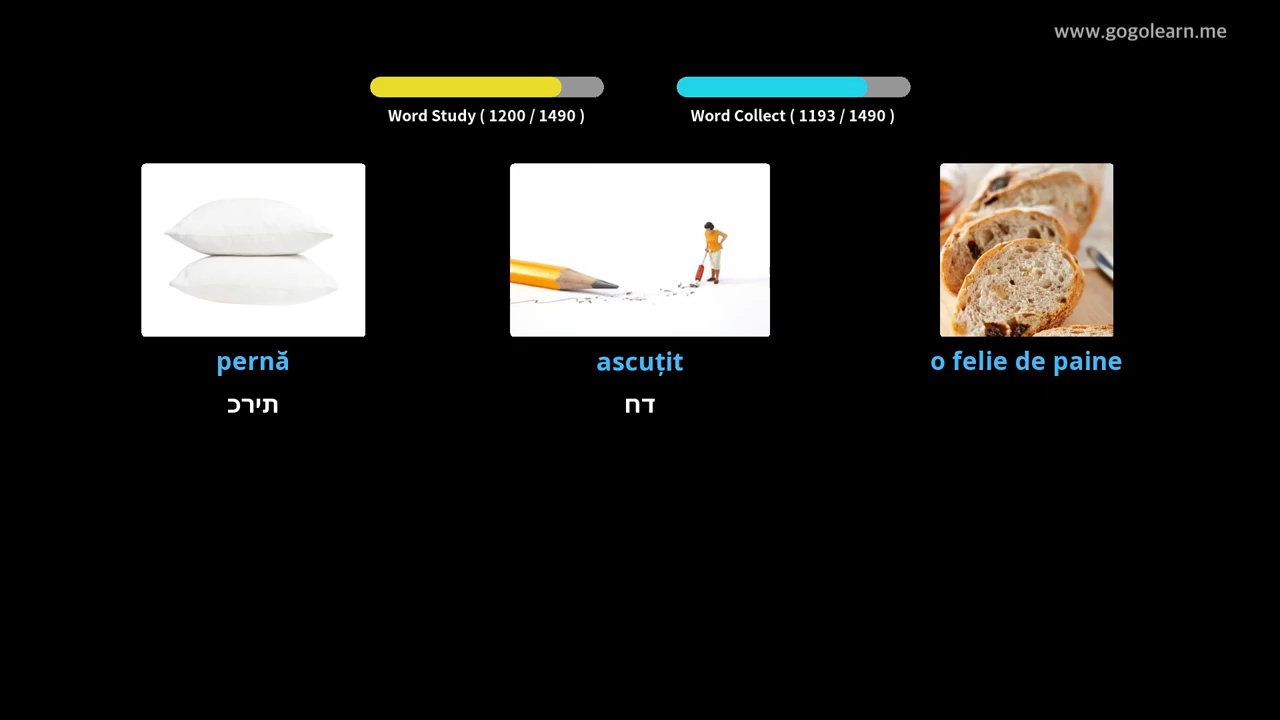 www.gogolearn.me
Word Study ( 1200 / 1490 )
Word Collect ( 1193 / 1490 )
pernă
ascuțit
o felie de paine
תירכ
דח